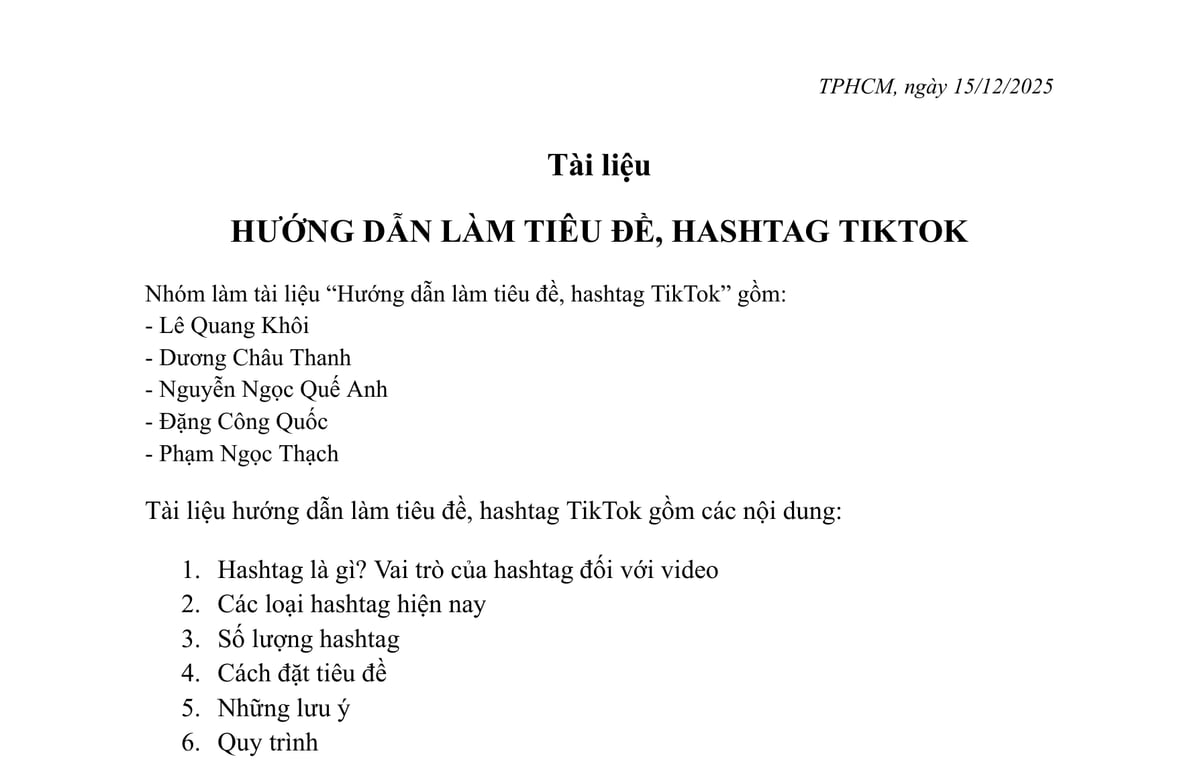 TPHCM, ngày 15/12/2025
Tài liệu
HƯỚNG DẪN LÀM TIÊU ĐỀ, HASHTAG TIKTOK
Nhóm làm tài liệu “Hướng dẫn làm tiêu đề, hashtag TikTok” gồm:
- Lê Quang Khôi
- Dương Châu Thanh
- Nguyễn Ngọc Quế Anh
- Đặng Công Quốc
- Phạm Ngọc Thạch
Tài liệu hướng dẫn làm tiêu đề, hashtag TikTok gồm các nội dung:
1. Hashtag là gì? Vai trò của hashtag đối với video
2. Các loại hashtag hiện nay
3. Số lượng hashtag
4. Cách đặt tiêu đề
5. Những lưu ý
6. Quy trình